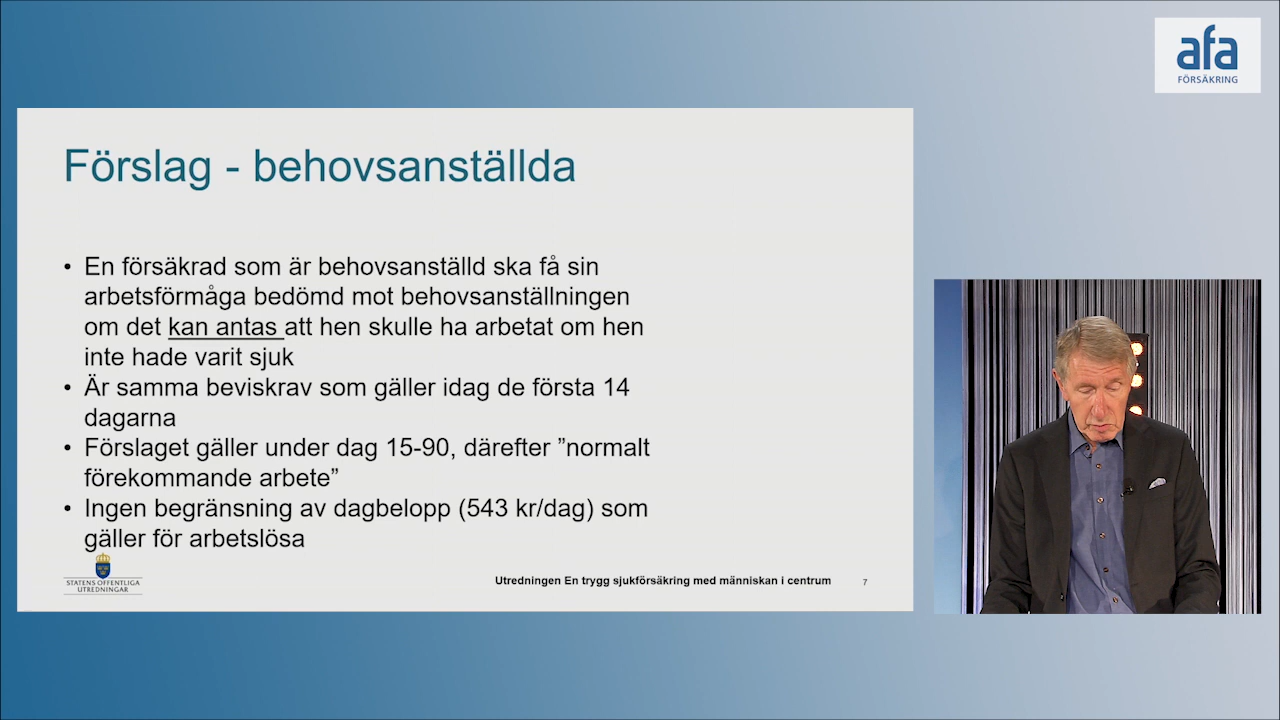 afa
FÖRSÄKRING
Förslag - behovsanställda
• En försäkrad som är behovsanställd ska få sin
arbetsförmåga bedömd mot behovsanställningen
om det kan antas att hen skulle ha arbetat om hen
inte hade varit sjuk
• Är samma beviskrav som gäller idag de första 14
dagarna
• Förslaget gäller under dag 15-90, därefter ”normalt
förekommande arbete”
• Ingen begränsning av dagbelopp (543 kr/dag) som
gäller för arbetslösa
STATENS OFFENTLIGA
UTREDNINGAR
Utredningen En trygg sjukförsäkring med människan i centrum
7